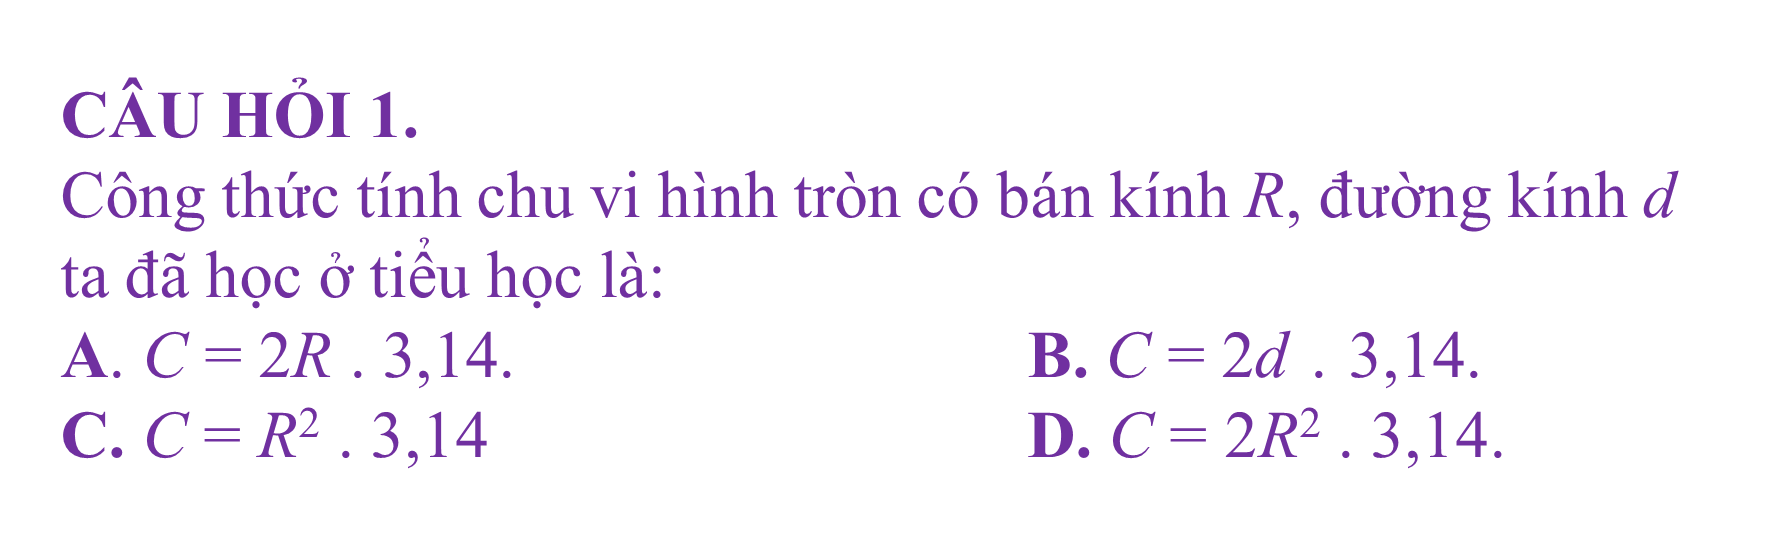 CÂU HỎI 1.
Công thức tính chu vi hình tròn có bán kính R, đường kính d
ta đã học ở tiểu học là:
A. C = 2R . 3,14. B. C = 2d . 3,14.
C. C = R² . 3,14 D. C = 2R² . 3,14.